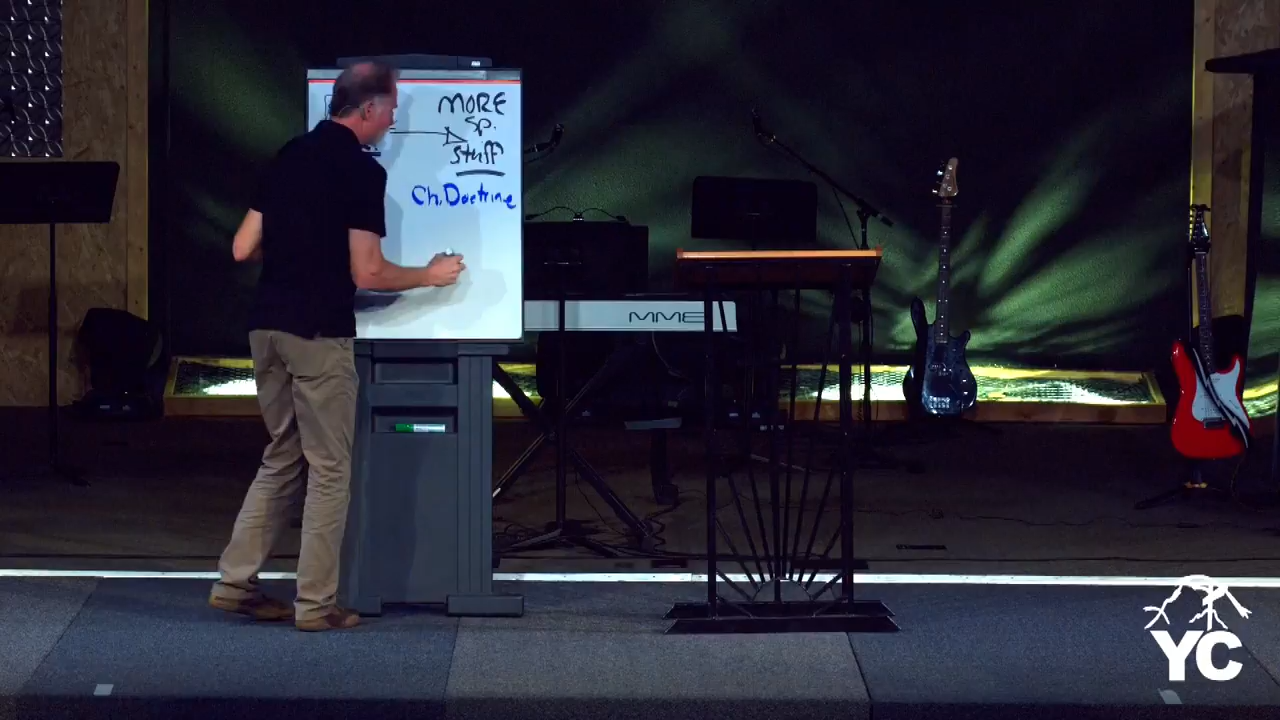 MORE
sp.
stuff
Ch. Doctrine
MME
YC